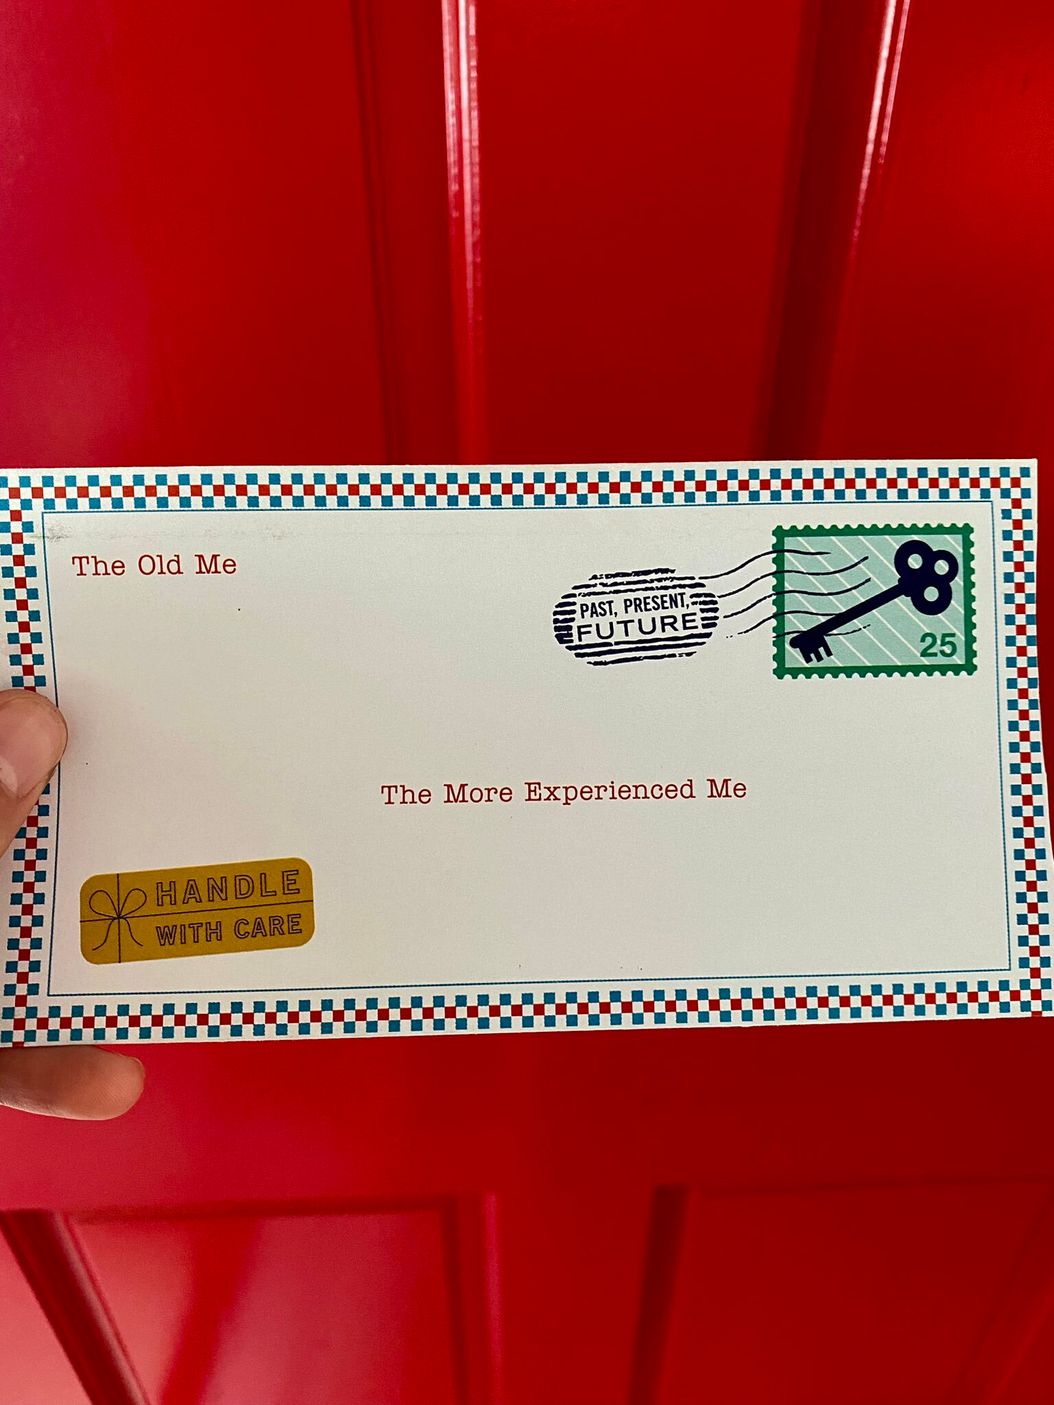 The Old Me
PAST, PRESENT,
FUTURE
25
The More Experienced Me
HANDLE
WITH CARE